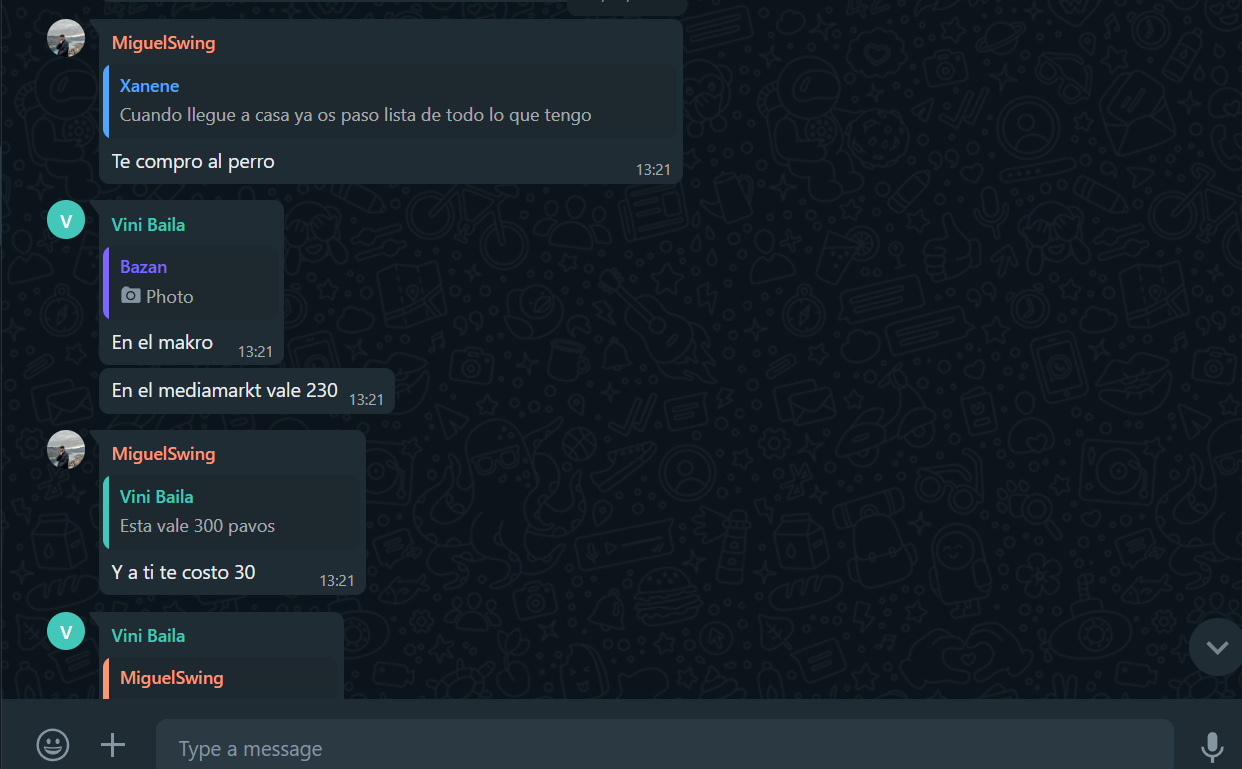 MiguelSwing
Xanene
Cuando llegue a casa ya os paso lista de todo lo que tengo
Te compro al perro
13:21
V
Vini Baila
Bazan
Photo
En el makro
13:21
En el mediamarkt vale 230
13:21
MiguelSwing
Vini Baila
Esta vale 300 pavos
Y a ti te costo 30
13:21
V
Vini Baila
MiguelSwing
Type a message